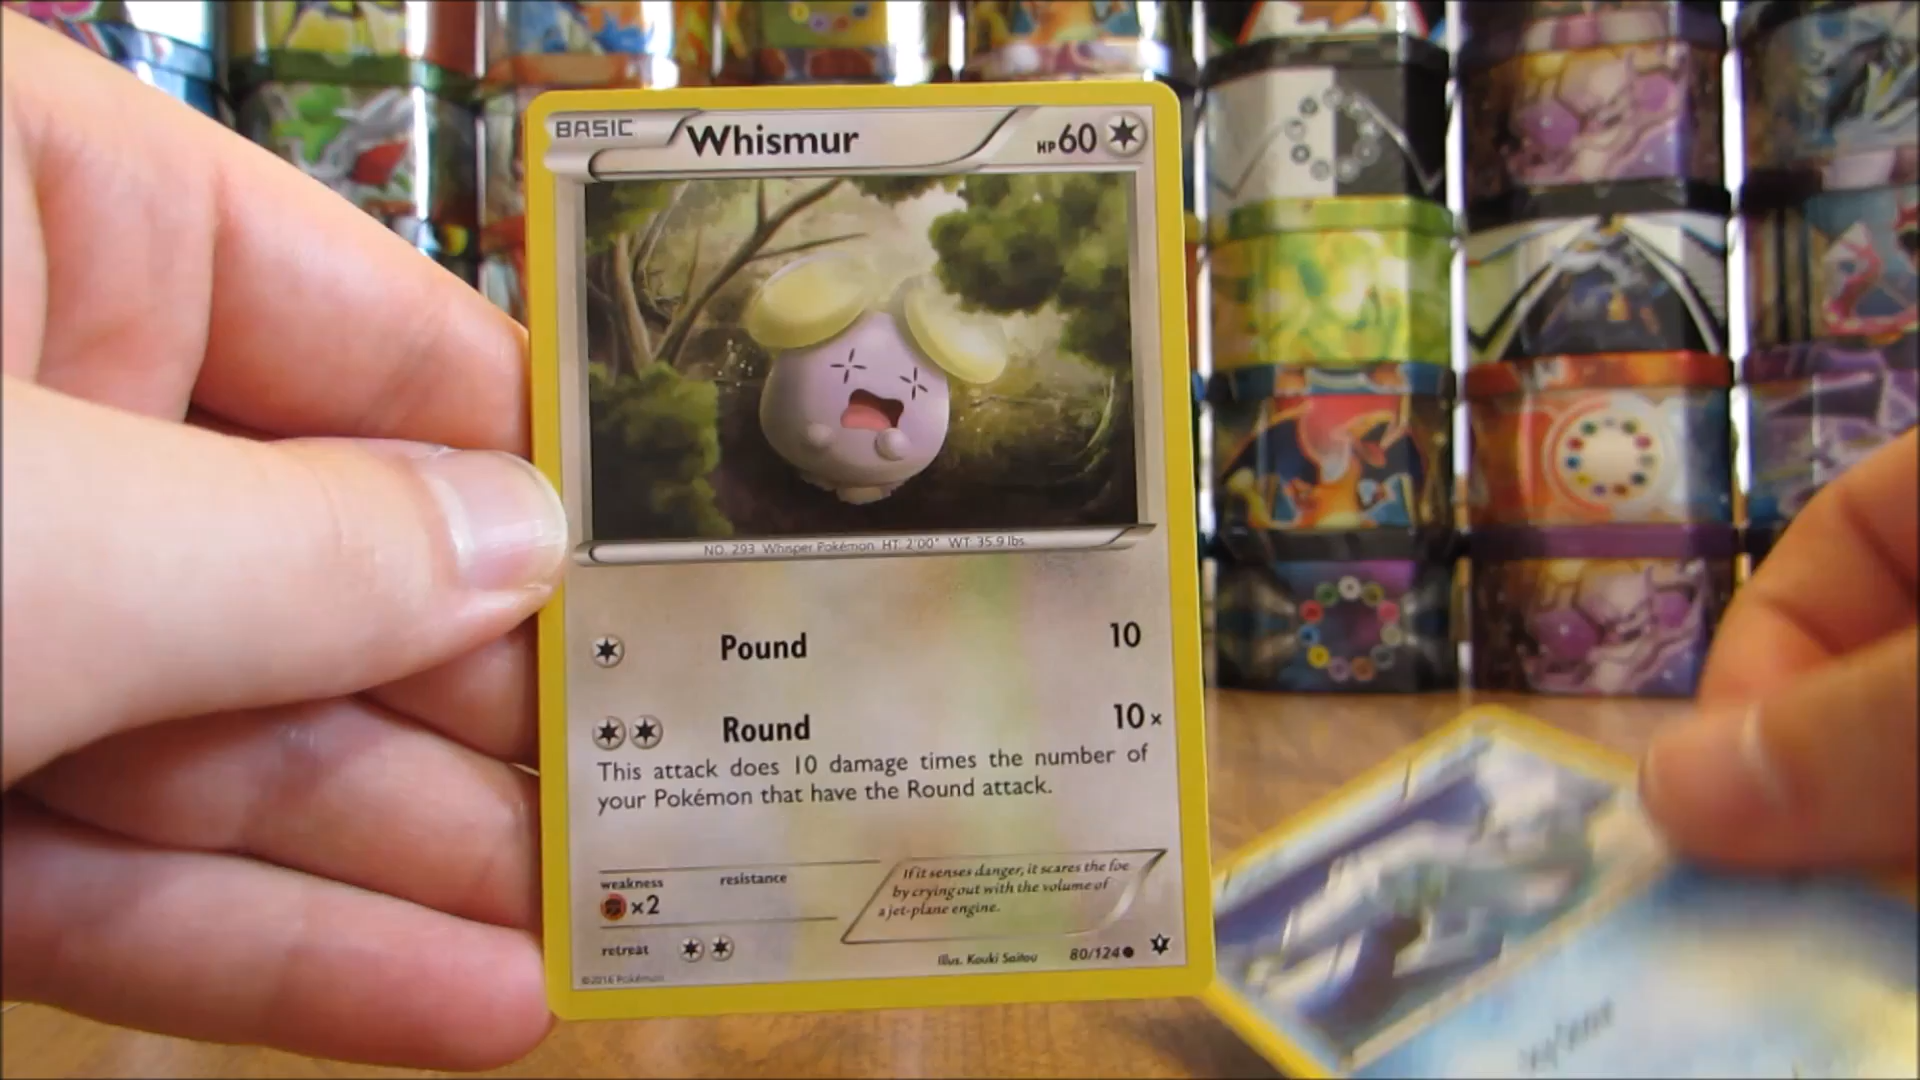 BASIC Whismur HP60
NO. 293 Whisper Pokémon HT: 2'00" WT: 35.9 lbs.
Pound 10
Round 10×
This attack does 10 damage times the number of
your Pokémon that have the Round attack.
weakness resistance
×2
retreat
If it senses danger, it scares the foe
by crying out with the volume of
a jet-plane engine.
Illus. Kouki Saitou 80/124
©2016 Pokémon